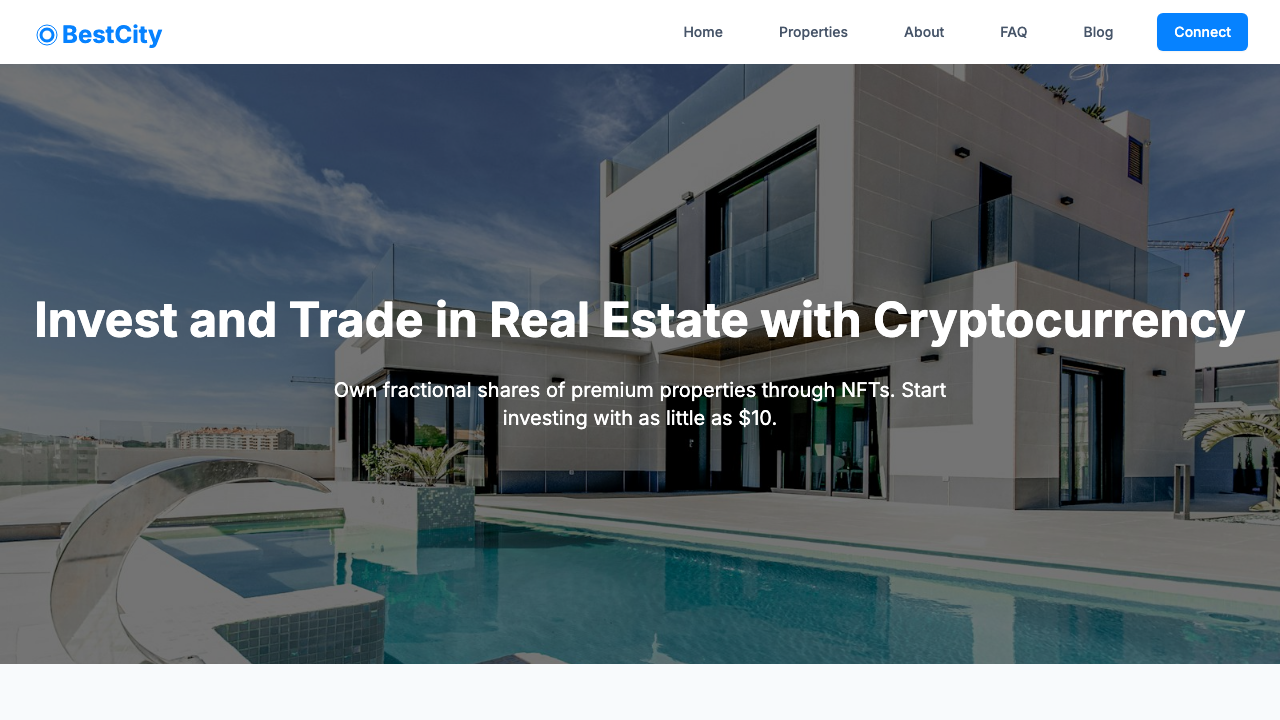 BestCity
Home
Properties
About
FAQ
Blog
Connect
Invest and Trade in Real Estate with Cryptocurrency
Own fractional shares of premium properties through NFTs. Start
investing with as little as $10.